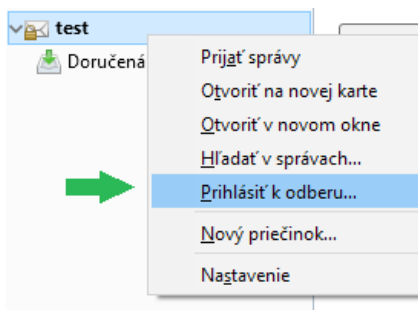 test
Doručená
Prijať správy
Otvoriť na novej karte
Otvoriť v novom okne
Hľadať v správach...
Prihlásiť k odberu...
Nový priečinok...
Nastavenie